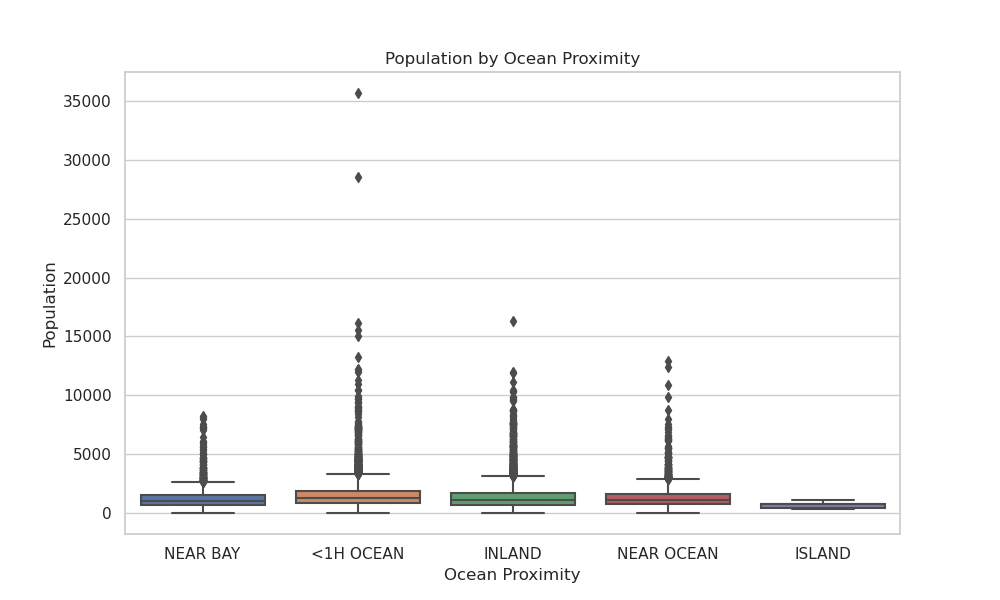 Population by Ocean Proximity
35000
30000
25000
20000
15000
10000
5000
0
Population
NEAR BAY
<1H OCEAN
INLAND
NEAR OCEAN
ISLAND
Ocean Proximity